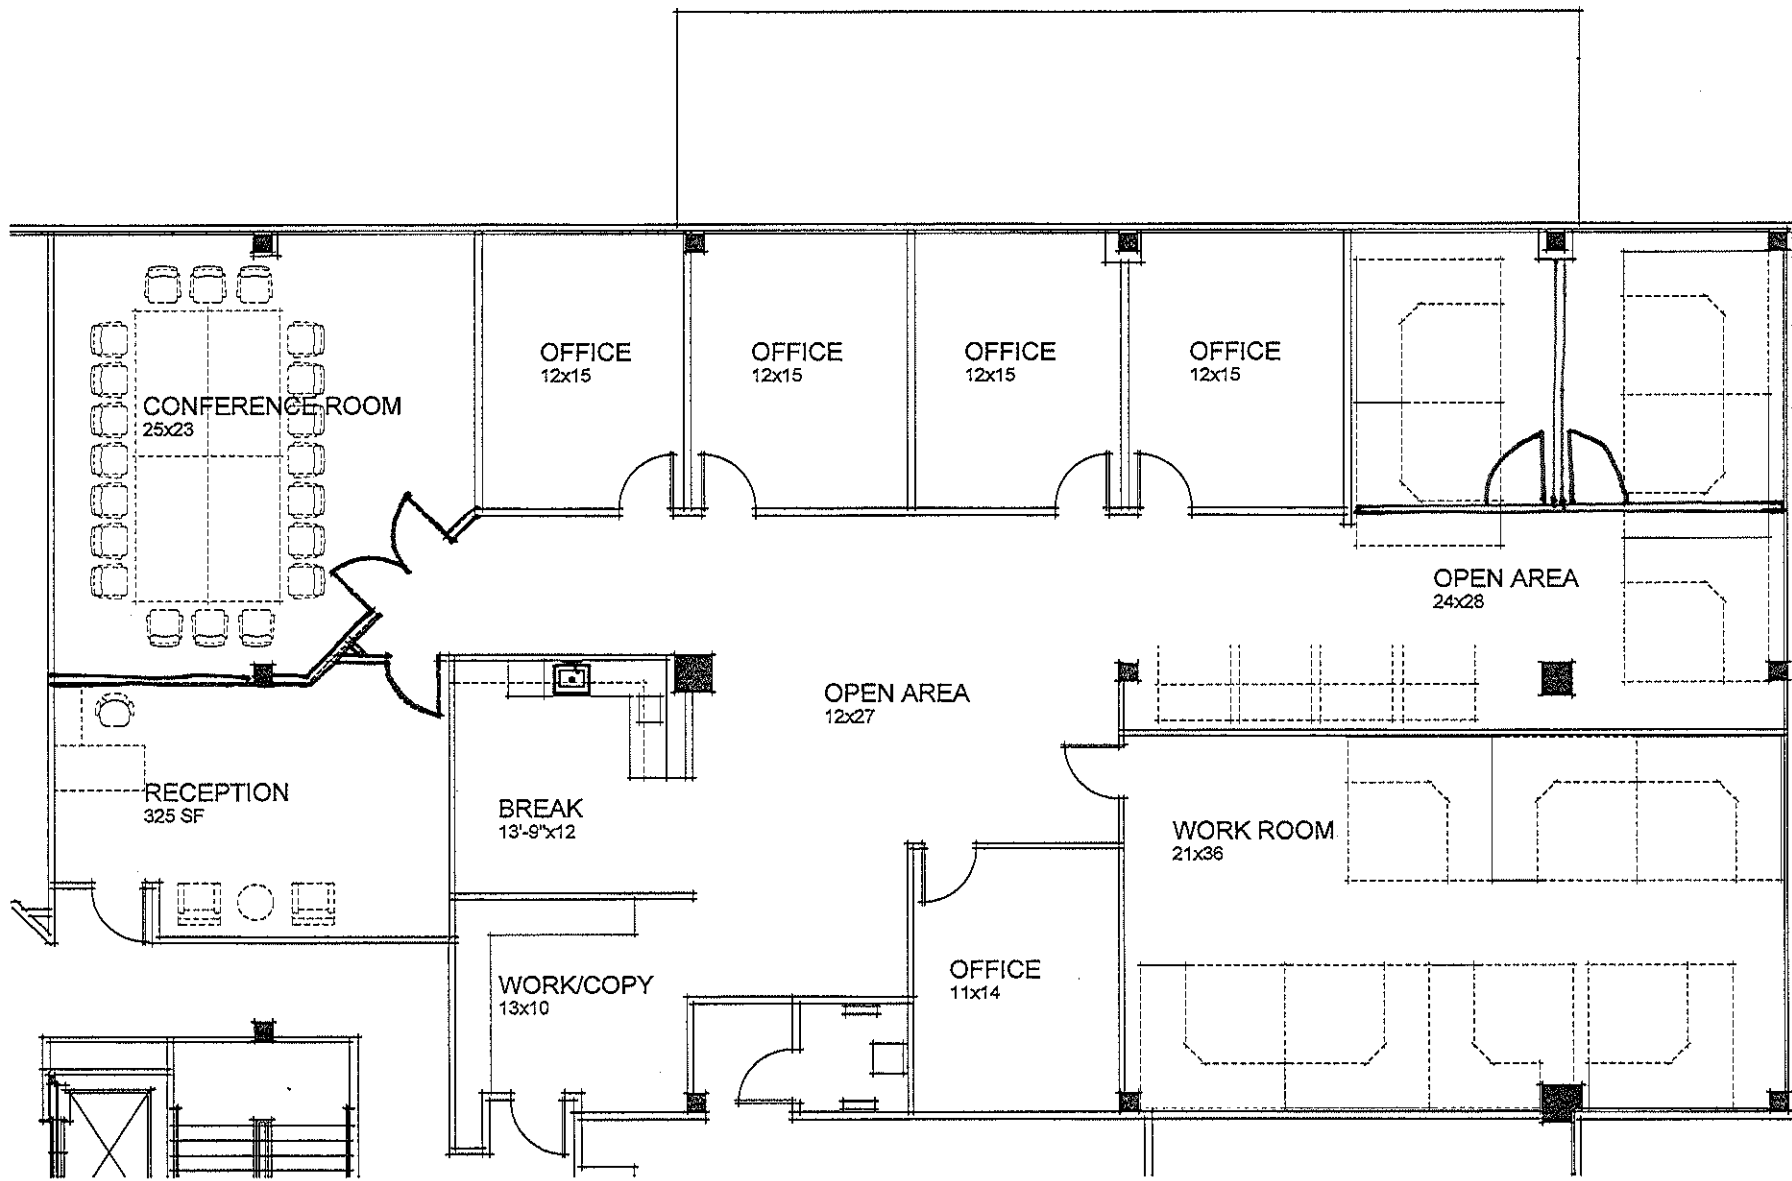 OFFICE
12x15
OFFICE
12x15
OFFICE
12x15
OFFICE
12x15
CONFERENCE ROOM
25x23
OPEN AREA
24x28
OPEN AREA
12x27
RECEPTION
325 SF
BREAK
13'-9"x12
WORK ROOM
21x36
WORK/COPY
13x10
OFFICE
11x14